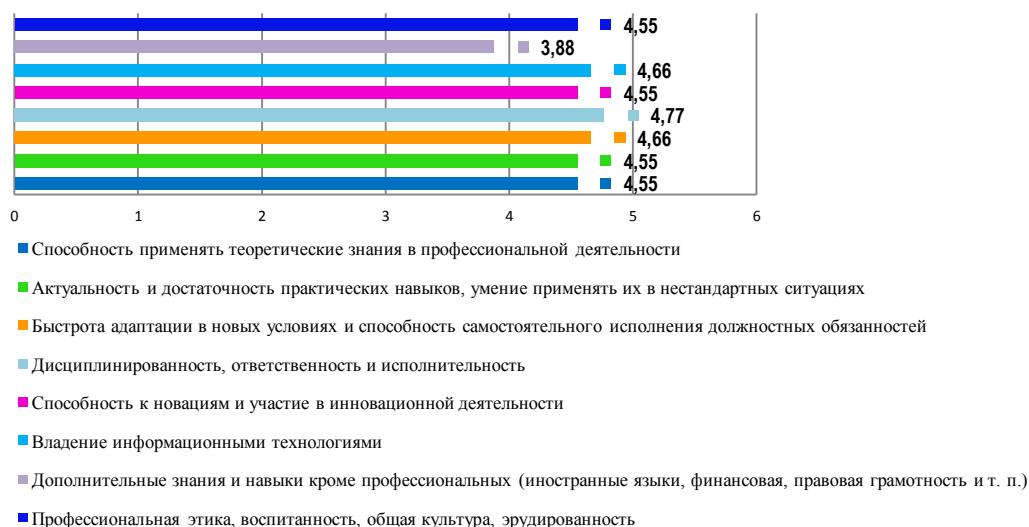 4,55
3,88
4,66
4,55
4,77
4,66
4,55
4,55
0 1 2 3 4 5 6
Способность применять теоретические знания в профессиональной деятельности
Актуальность и достаточность практических навыков, умение применять их в нестандартных ситуациях
Быстрота адаптации в новых условиях и способность самостоятельного исполнения должностных обязанностей
Дисциплинированность, ответственность и исполнительность
Способность к новациям и участие в инновационной деятельности
Владение информационными технологиями
Дополнительные знания и навыки кроме профессиональных (иностранные языки, финансовая, правовая грамотность и т. п.)
Профессиональная этика, воспитанность, общая культура, эрудированность